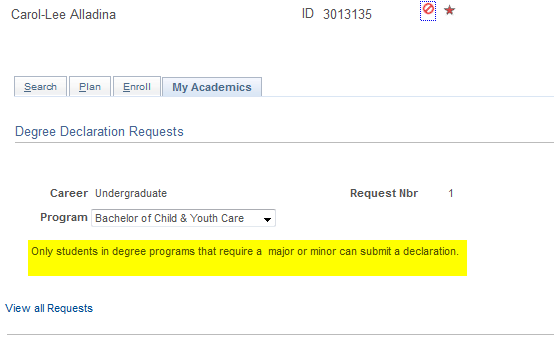 Carol-Lee Alladina ID 3013135
Search Plan Enroll My Academics
Degree Declaration Requests
Career Undergraduate Request Nbr 1
Program Bachelor of Child & Youth Care
Only students in degree programs that require a major or minor can submit a declaration.
View all Requests